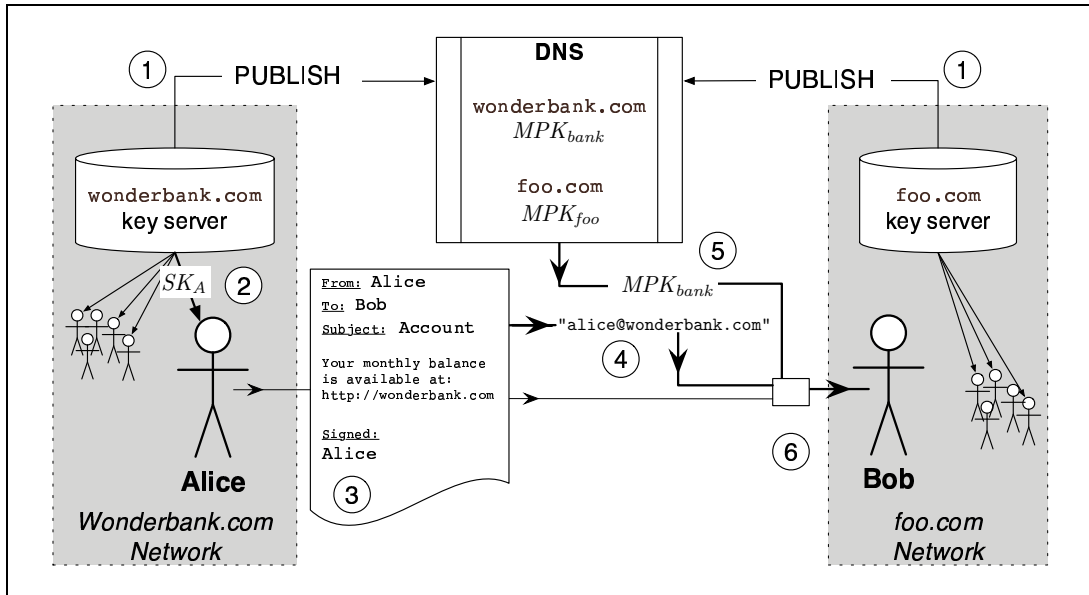 1
PUBLISH
DNS
PUBLISH
1
wonderbank.com
MPK_bank
foo.com
MPK_foo
wonderbank.com
key server
foo.com
key server
SK_A
2
5
MPK_bank
From: Alice
To: Bob
Subject: Account
"alice@wonderbank.com"
4
Your monthly balance
is available at:
http://wonderbank.com
Signed:
Alice
3
6
Alice
Bob
Wonderbank.com
Network
foo.com
Network